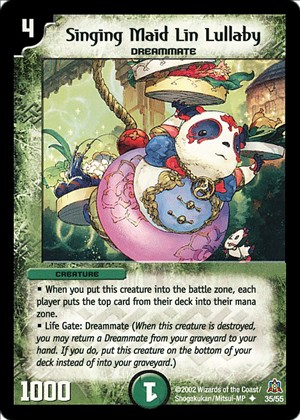 4
Singing Maid Lin Lullaby
DREAMMATE
CREATURE
■ When you put this creature into the battle zone, each
player puts the top card from their deck into their mana
zone.
■ Life Gate: Dreammate (When this creature is destroyed,
you may return a Dreammate from your graveyard to your
hand. If you do, put this creature on the bottom of your
deck instead of into your graveyard.)
1000
1
©2002 Wizards of the Coast/
Shogakukan/Mitsui-MP ♦ 35/55